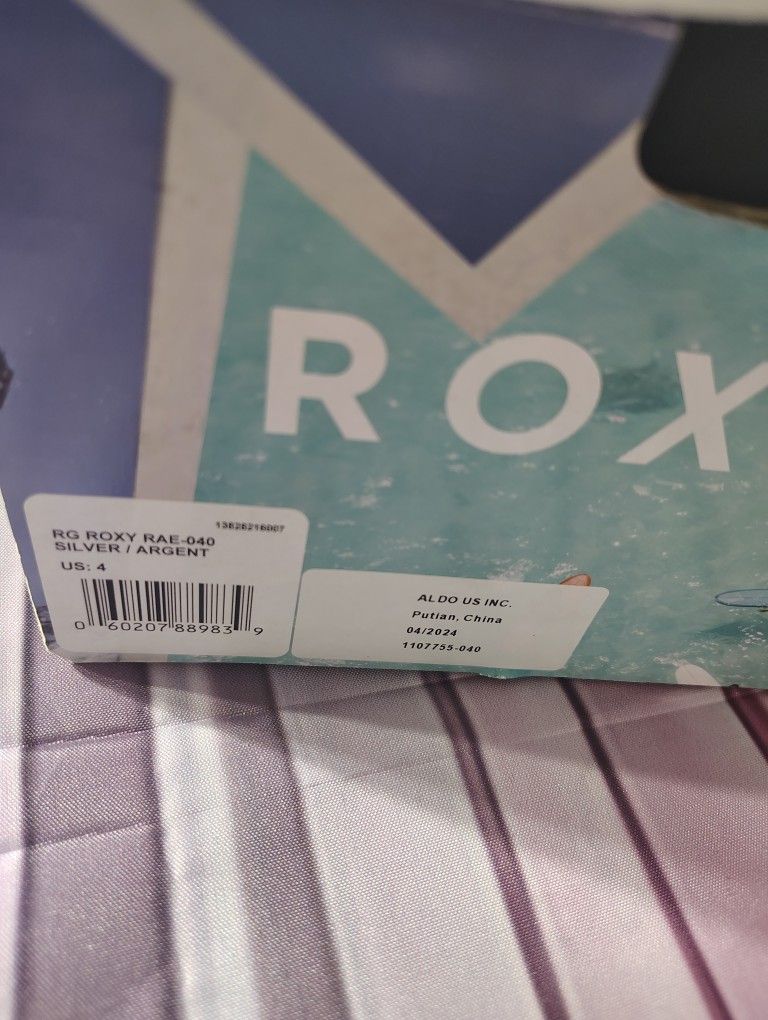 ROX
13626216007
RG ROXY RAE-040
SILVER / ARGENT
US: 4
0 60207 88983 9
ALDO US INC.
Putian, China
04/2024
1107755-040